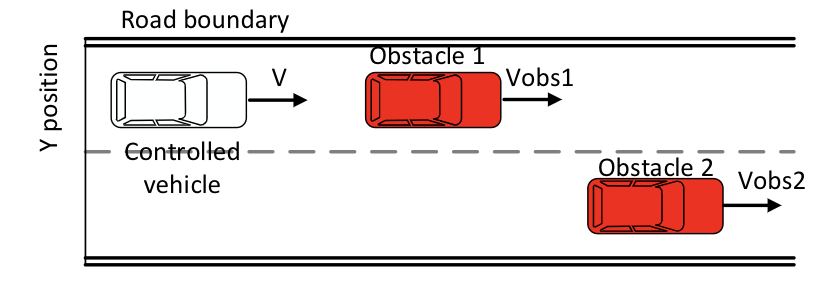 Road boundary
Obstacle 1
V
Vobs1
Y position
Controlled
vehicle
Obstacle 2
Vobs2